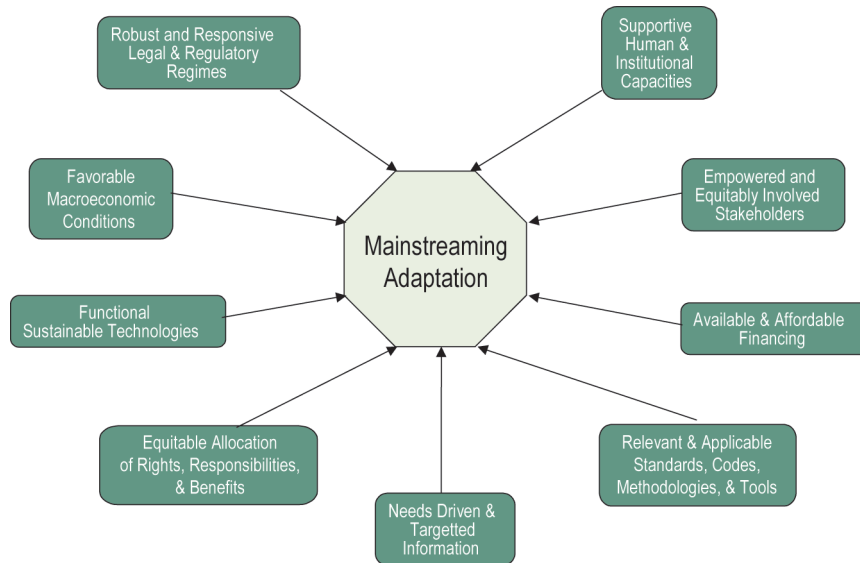 Robust and Responsive
Legal & Regulatory
Regimes
Supportive
Human &
Institutional
Capacities
Favorable
Macroeconomic
Conditions
Empowered and
Equitably Involved
Stakeholders
Mainstreaming
Adaptation
Functional
Sustainable Technologies
Available & Affordable
Financing
Equitable Allocation
of Rights, Responsibilities,
& Benefits
Relevant & Applicable
Standards, Codes,
Methodologies, & Tools
Needs Driven &
Targetted
Information